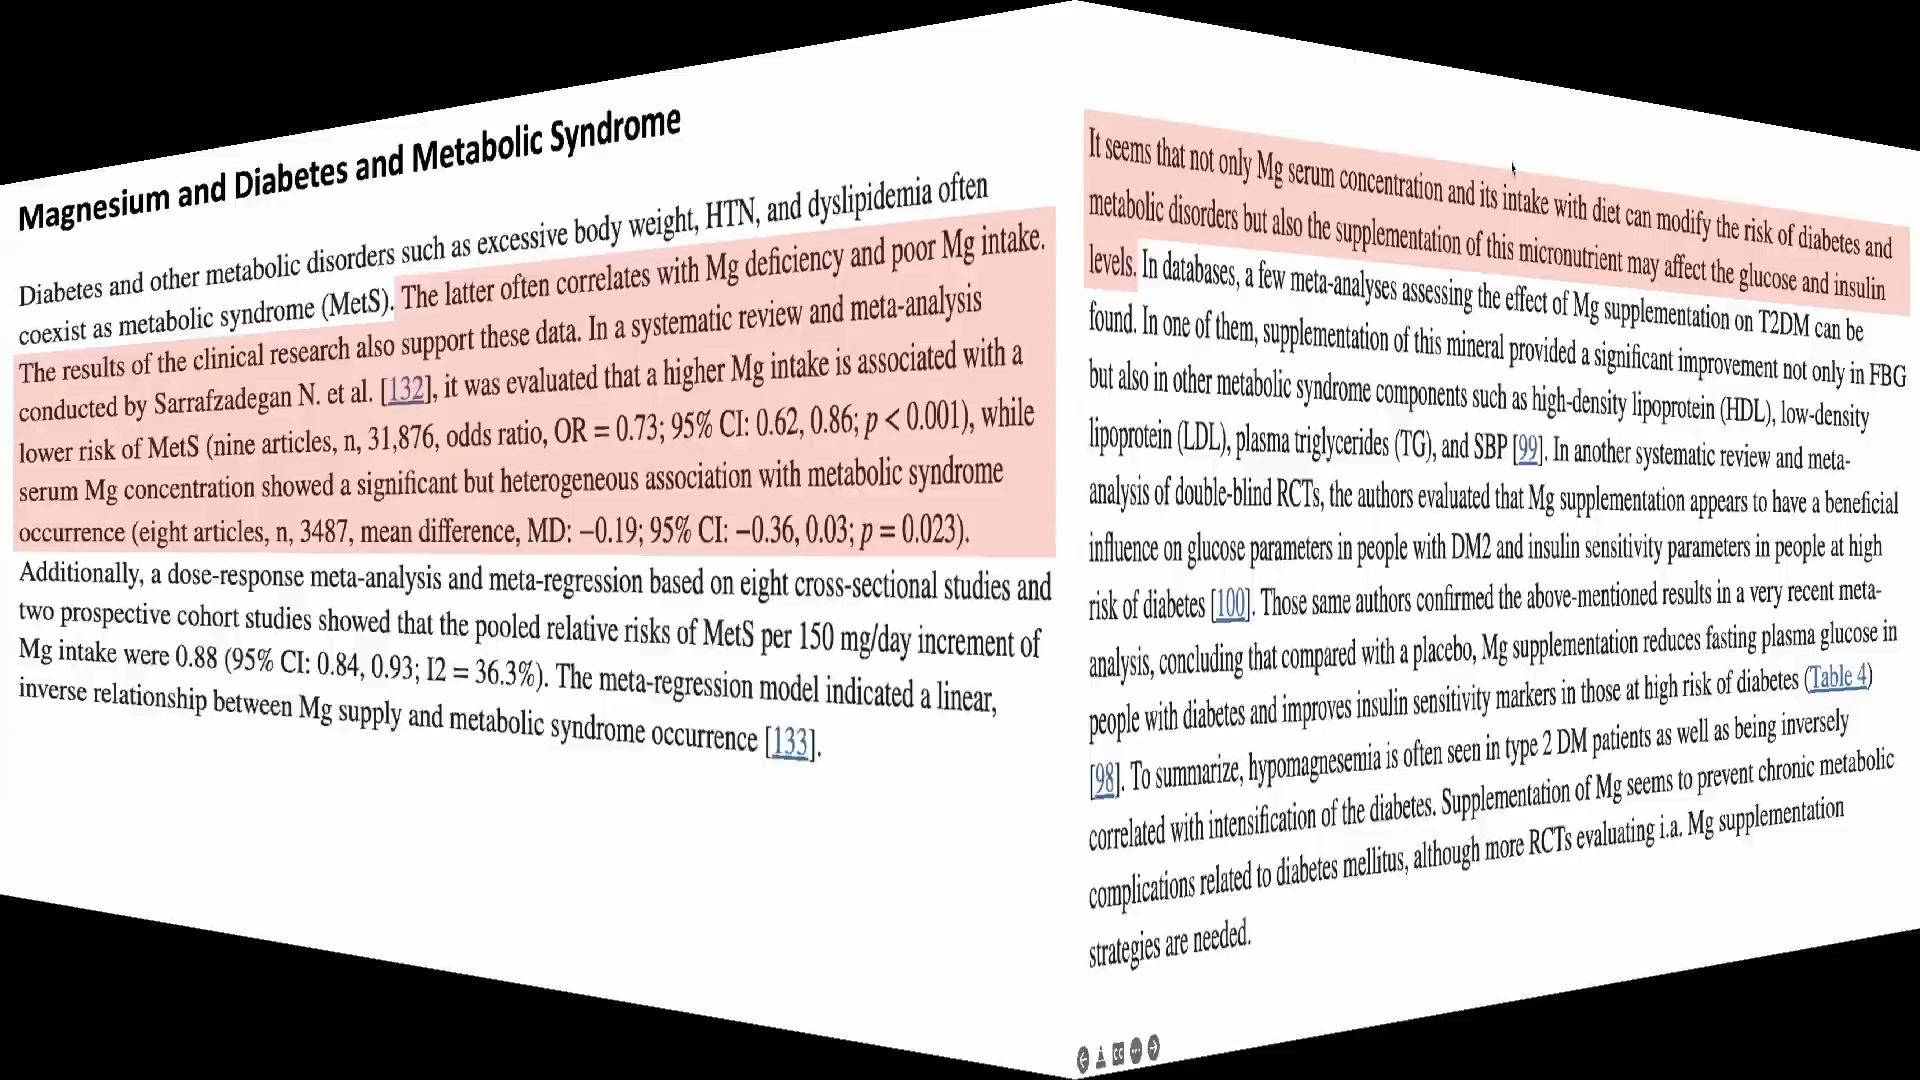 Magnesium and Diabetes and Metabolic Syndrome
Diabetes and other metabolic disorders such as excessive body weight, HTN, and dyslipidemia often
coexist as metabolic syndrome (MetS). The latter often correlates with Mg deficiency and poor Mg intake.
The results of the clinical research also support these data. In a systematic review and meta-analysis
conducted by Sarrafzadegan N. et al. [132], it was evaluated that a higher Mg intake is associated with a
lower risk of MetS (nine articles, n, 31,876, odds ratio, OR = 0.73; 95% CI: 0.62, 0.86; p < 0.001), while
serum Mg concentration showed a significant but heterogeneous association with metabolic syndrome
occurrence (eight articles, n, 3487, mean difference, MD: −0.19; 95% CI: −0.36, 0.03; p = 0.023).
Additionally, a dose-response meta-analysis and meta-regression based on eight cross-sectional studies and
two prospective cohort studies showed that the pooled relative risks of MetS per 150 mg/day increment of
Mg intake were 0.88 (95% CI: 0.84, 0.93; I2 = 36.3%). The meta-regression model indicated a linear,
inverse relationship between Mg supply and metabolic syndrome occurrence [133].
It seems that not only Mg serum concentration and its intake with diet can modify the risk of diabetes and
metabolic disorders but also the supplementation of this micronutrient may affect the glucose and insulin
levels. In databases, a few meta-analyses assessing the effect of Mg supplementation on T2DM can be
found. In one of them, supplementation of this mineral provided a significant improvement not only in FBG
but also in other metabolic syndrome components such as high-density lipoprotein (HDL), low-density
lipoprotein (LDL), plasma triglycerides (TG), and SBP [99]. In another systematic review and meta-
analysis of double-blind RCTs, the authors evaluated that Mg supplementation appears to have a beneficial
influence on glucose parameters in people with DM2 and insulin sensitivity parameters in people at high
risk of diabetes [100]. Those same authors confirmed the above-mentioned results in a very recent meta-
analysis, concluding that compared with a placebo, Mg supplementation reduces fasting plasma glucose in
people with diabetes and improves insulin sensitivity markers in those at high risk of diabetes (Table 4)
[98]. To summarize, hypomagnesemia is often seen in type 2 DM patients as well as being inversely
correlated with intensification of the diabetes. Supplementation of Mg seems to prevent chronic metabolic
complications related to diabetes mellitus, although more RCTs evaluating i.a. Mg supplementation
strategies are needed.